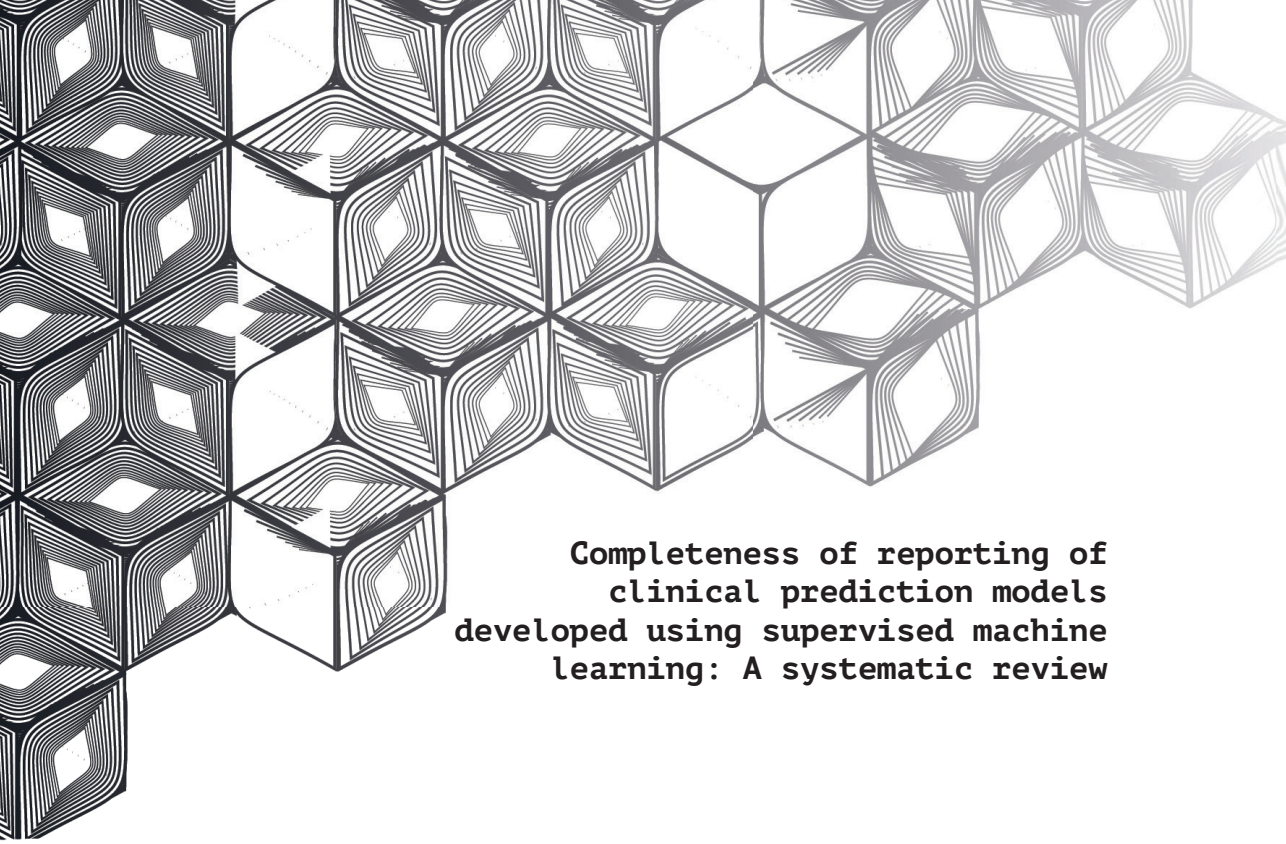 Completeness of reporting of
clinical prediction models
developed using supervised machine
learning: A systematic review